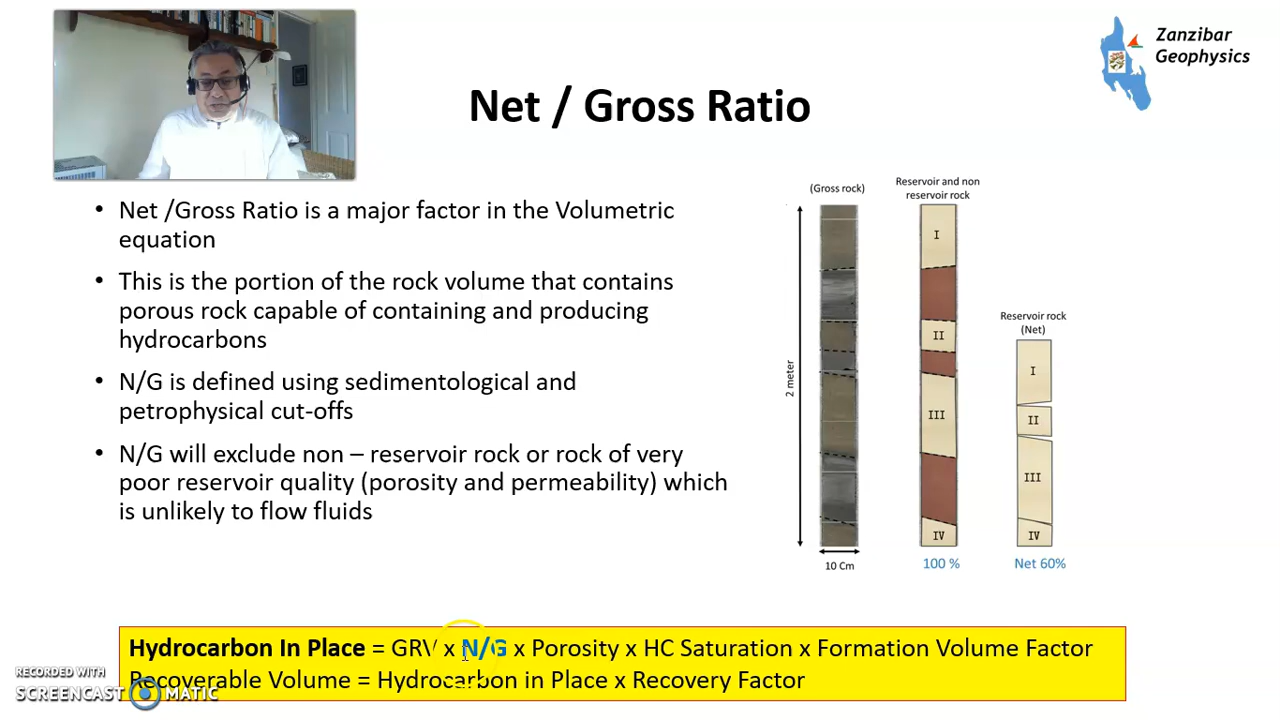 Zanzibar
Geophysics
Net / Gross Ratio
• Net /Gross Ratio is a major factor in the Volumetric
equation
• This is the portion of the rock volume that contains
porous rock capable of containing and producing
hydrocarbons
• N/G is defined using sedimentological and
petrophysical cut-offs
• N/G will exclude non – reservoir rock or rock of very
poor reservoir quality (porosity and permeability) which
is unlikely to flow fluids
(Gross rock)
Reservoir and non
reservoir rock
Reservoir rock
(Net)
I
II
III
IV
I
II
III
IV
2 meter
10 Cm
100 %
Net 60%
Hydrocarbon In Place = GRV x N/G x Porosity x HC Saturation x Formation Volume Factor
Recoverable Volume = Hydrocarbon in Place x Recovery Factor
RECORDED WITH
SCREENCAST MATIC